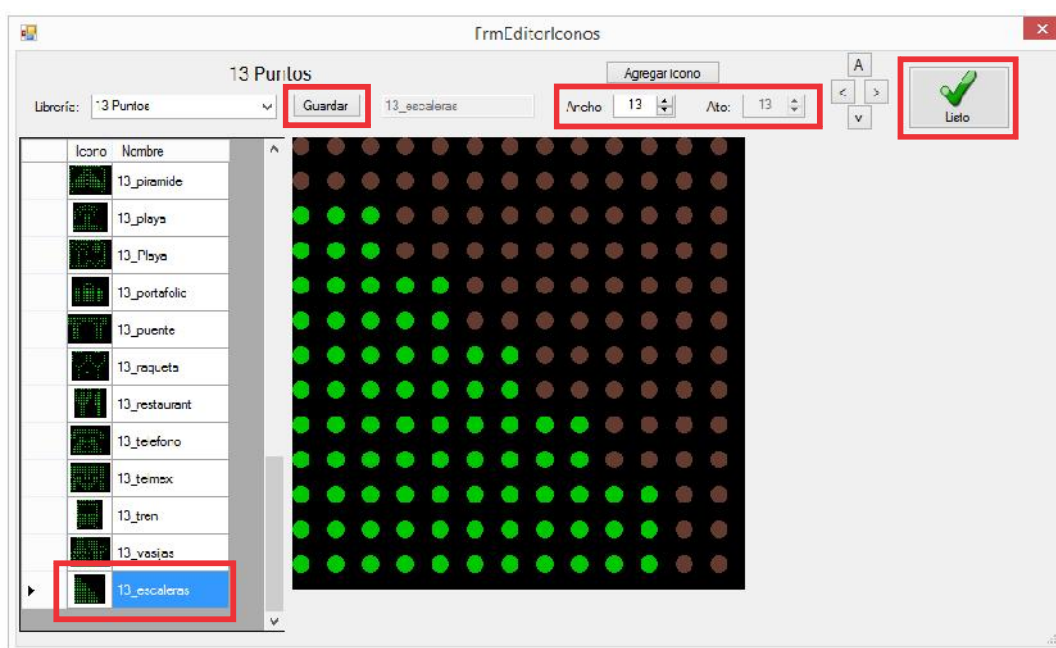 FrmEditorIconos
13 Puntos
Agregar Icono
A
Librería: 13 Puntos
Guardar
13_escaleras
Ancho 13
Alto: 13
< >
v
Listo
Icono Nombre
13_piramide
13_playa
13_Playa
13_portafolio
13_puente
13_raqueta
13_restaurant
13_telefono
13_telmex
13_tren
13_vasijas
13_escaleras